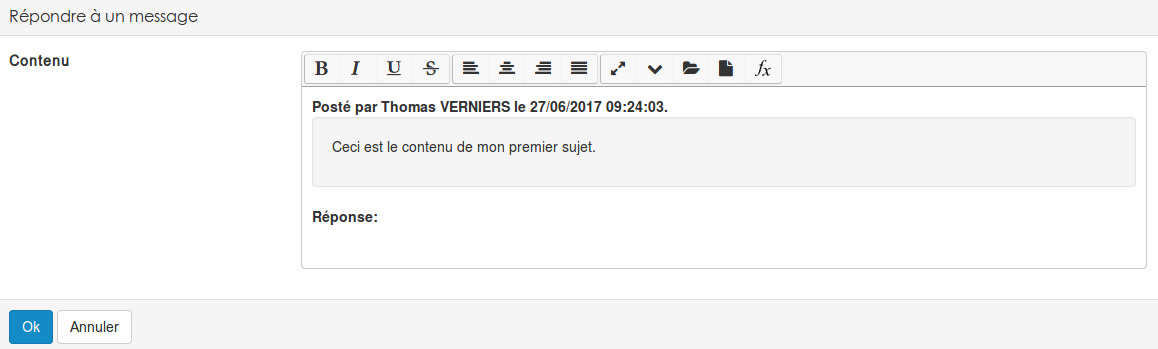 Répondre à un message
Contenu
B I U S fx
Posté par Thomas VERNIERS le 27/06/2017 09:24:03.
Ceci est le contenu de mon premier sujet.
Réponse:
Ok Annuler